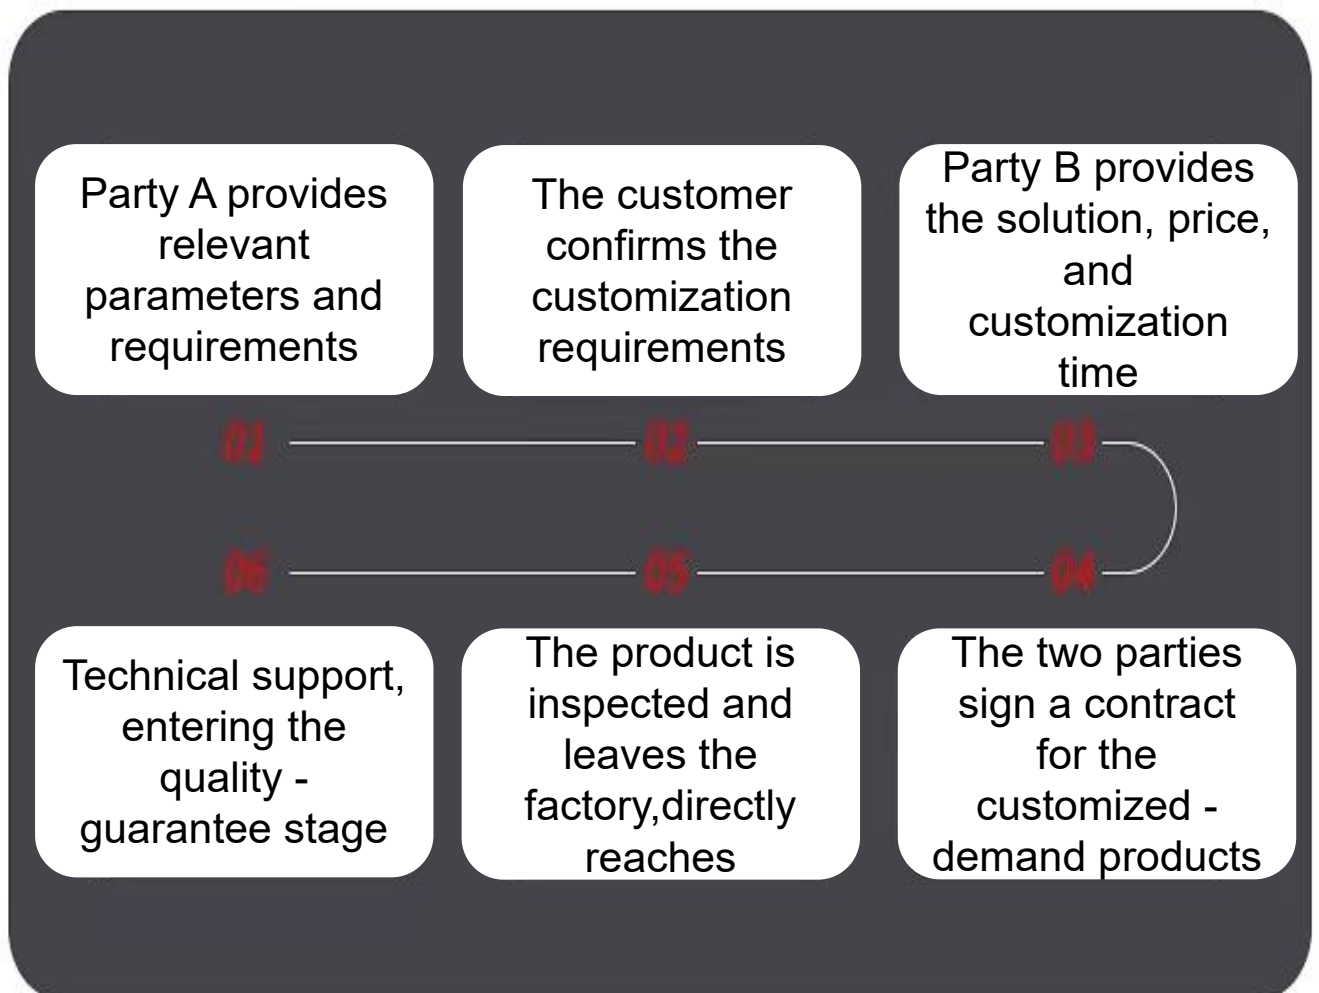 Party A provides
relevant
parameters and
requirements
The customer
confirms the
customization
requirements
Party B provides
the solution, price,
and
customization
time
01
02
03
06
05
04
Technical support,
entering the
quality -
guarantee stage
The product is
inspected and
leaves the
factory,directly
reaches
The two parties
sign a contract
for the
customized -
demand products